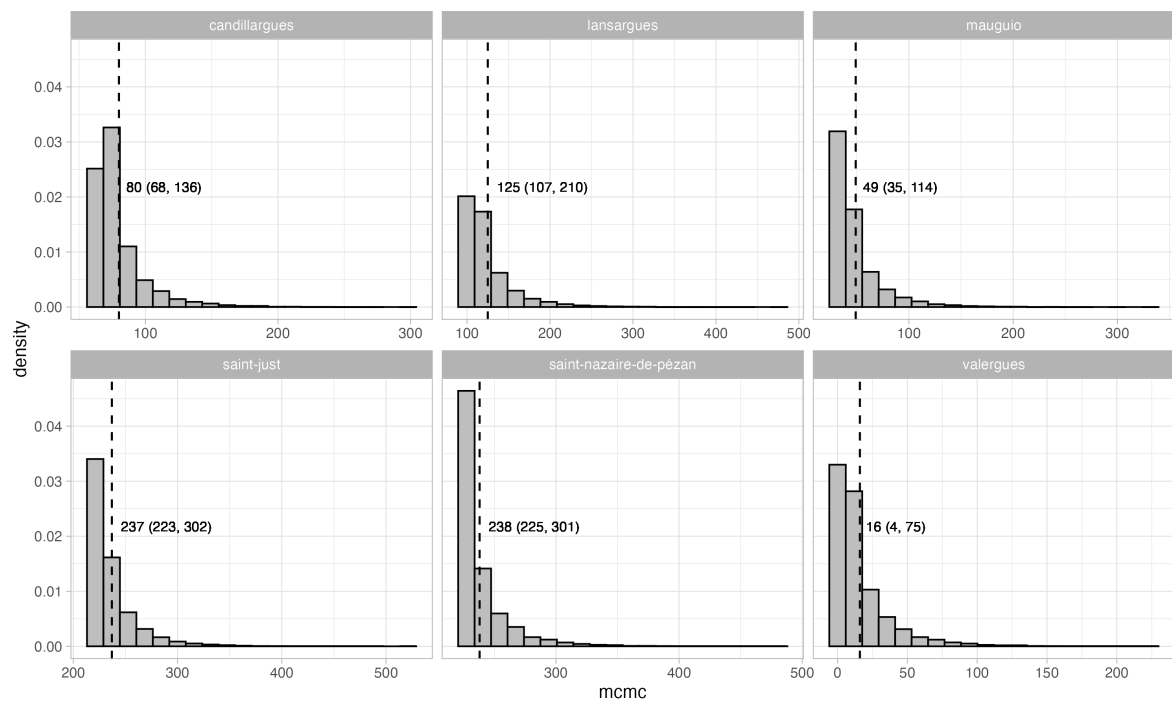 candillargues
lansargues
mauguio
0.04
0.03
0.02
0.01
0.00
80 (68, 136)
125 (107, 210)
49 (35, 114)
100 200 300
100 200 300 400 500
100 200 300
density
saint-just
saint-nazaire-de-pézan
valergues
0.04
0.03
0.02
0.01
0.00
237 (223, 302)
238 (225, 301)
16 (4, 75)
200 300 400 500
300 400 500
0 50 100 150 200
mcmc